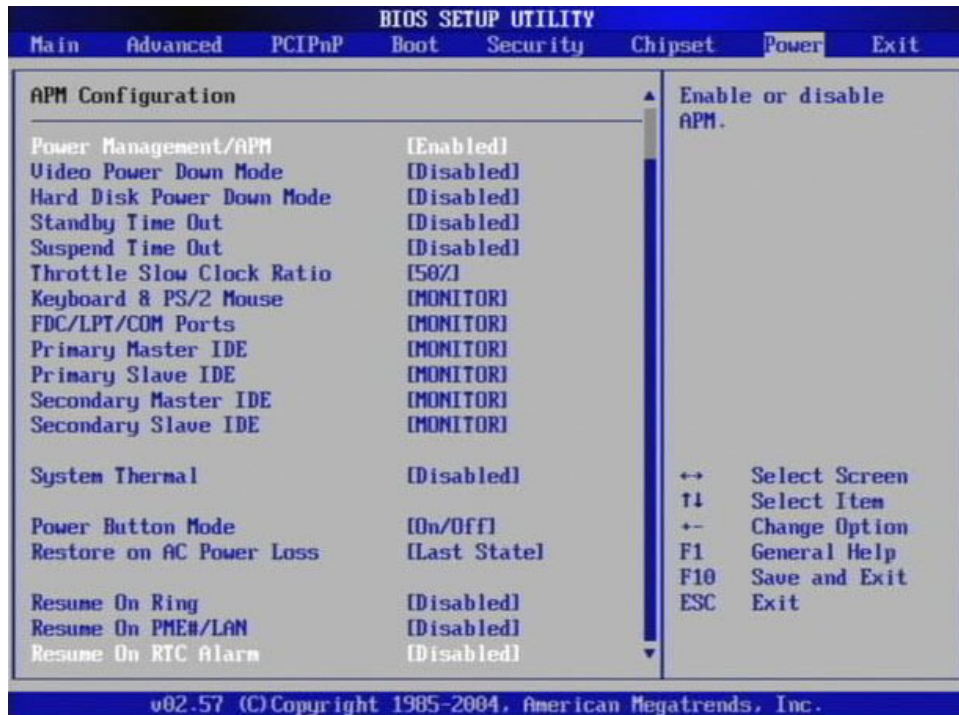 BIOS SETUP UTILITY
Main Advanced PCIPnP Boot Security Chipset Power Exit
APM Configuration
Power Management/APM [Enabled]
Video Power Down Mode [Disabled]
Hard Disk Power Down Mode [Disabled]
Standby Time Out [Disabled]
Suspend Time Out [Disabled]
Throttle Slow Clock Ratio [50%]
Keyboard & PS/2 Mouse [MONITOR]
FDC/LPT/COM Ports [MONITOR]
Primary Master IDE [MONITOR]
Primary Slave IDE [MONITOR]
Secondary Master IDE [MONITOR]
Secondary Slave IDE [MONITOR]
System Thermal [Disabled]
Power Button Mode [On/Off]
Restore on AC Power Loss [Last State]
Resume On Ring [Disabled]
Resume On PME#/LAN [Disabled]
Resume On RTC Alarm [Disabled]
Enable or disable
APM.
↔ Select Screen
↑↓ Select Item
+- Change Option
F1 General Help
F10 Save and Exit
ESC Exit
v02.57 (C)Copyright 1985-2004, American Megatrends, Inc.